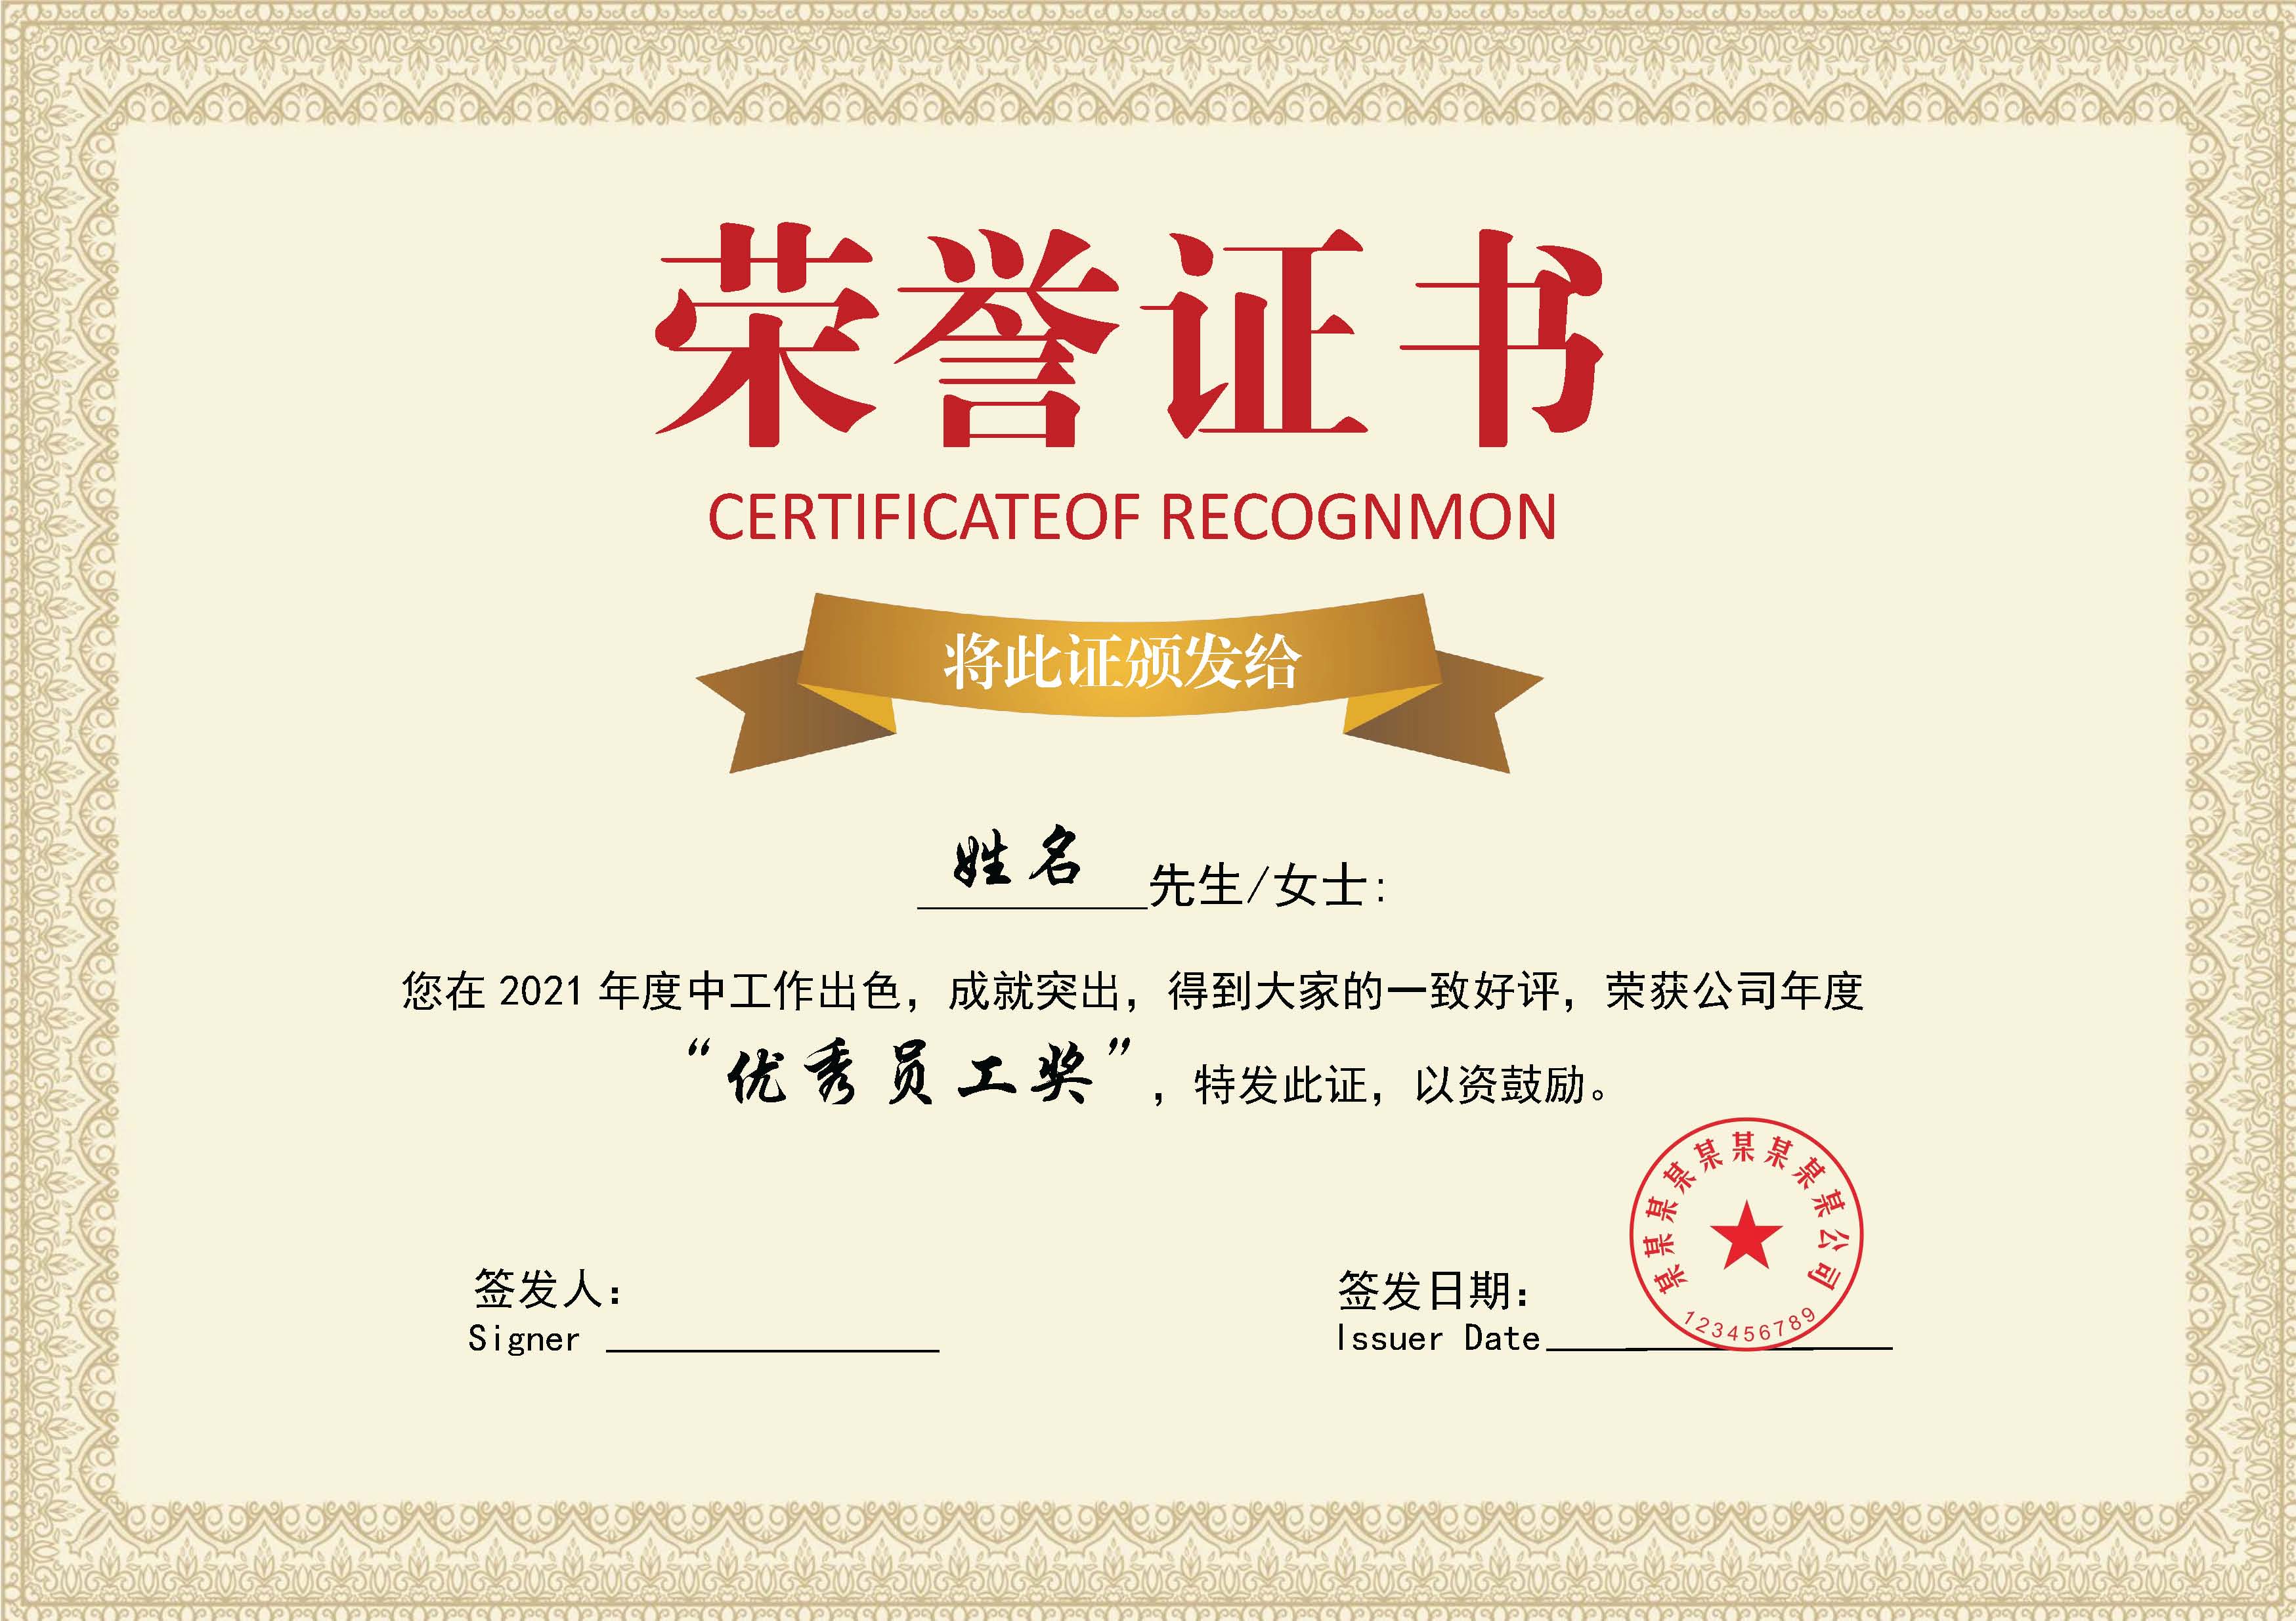 荣誉证书
CERTIFICATEOF RECOGNMON
将此证颁发给
姓名先生/女士:
您在 2021 年度中工作出色，成就突出，得到大家的一致好评，荣获公司年度
“优秀员工奖”，特发此证，以资鼓励。
某某某某某某某某某公司
123456789
签发人：
Signer
签发日期：
Issuer Date